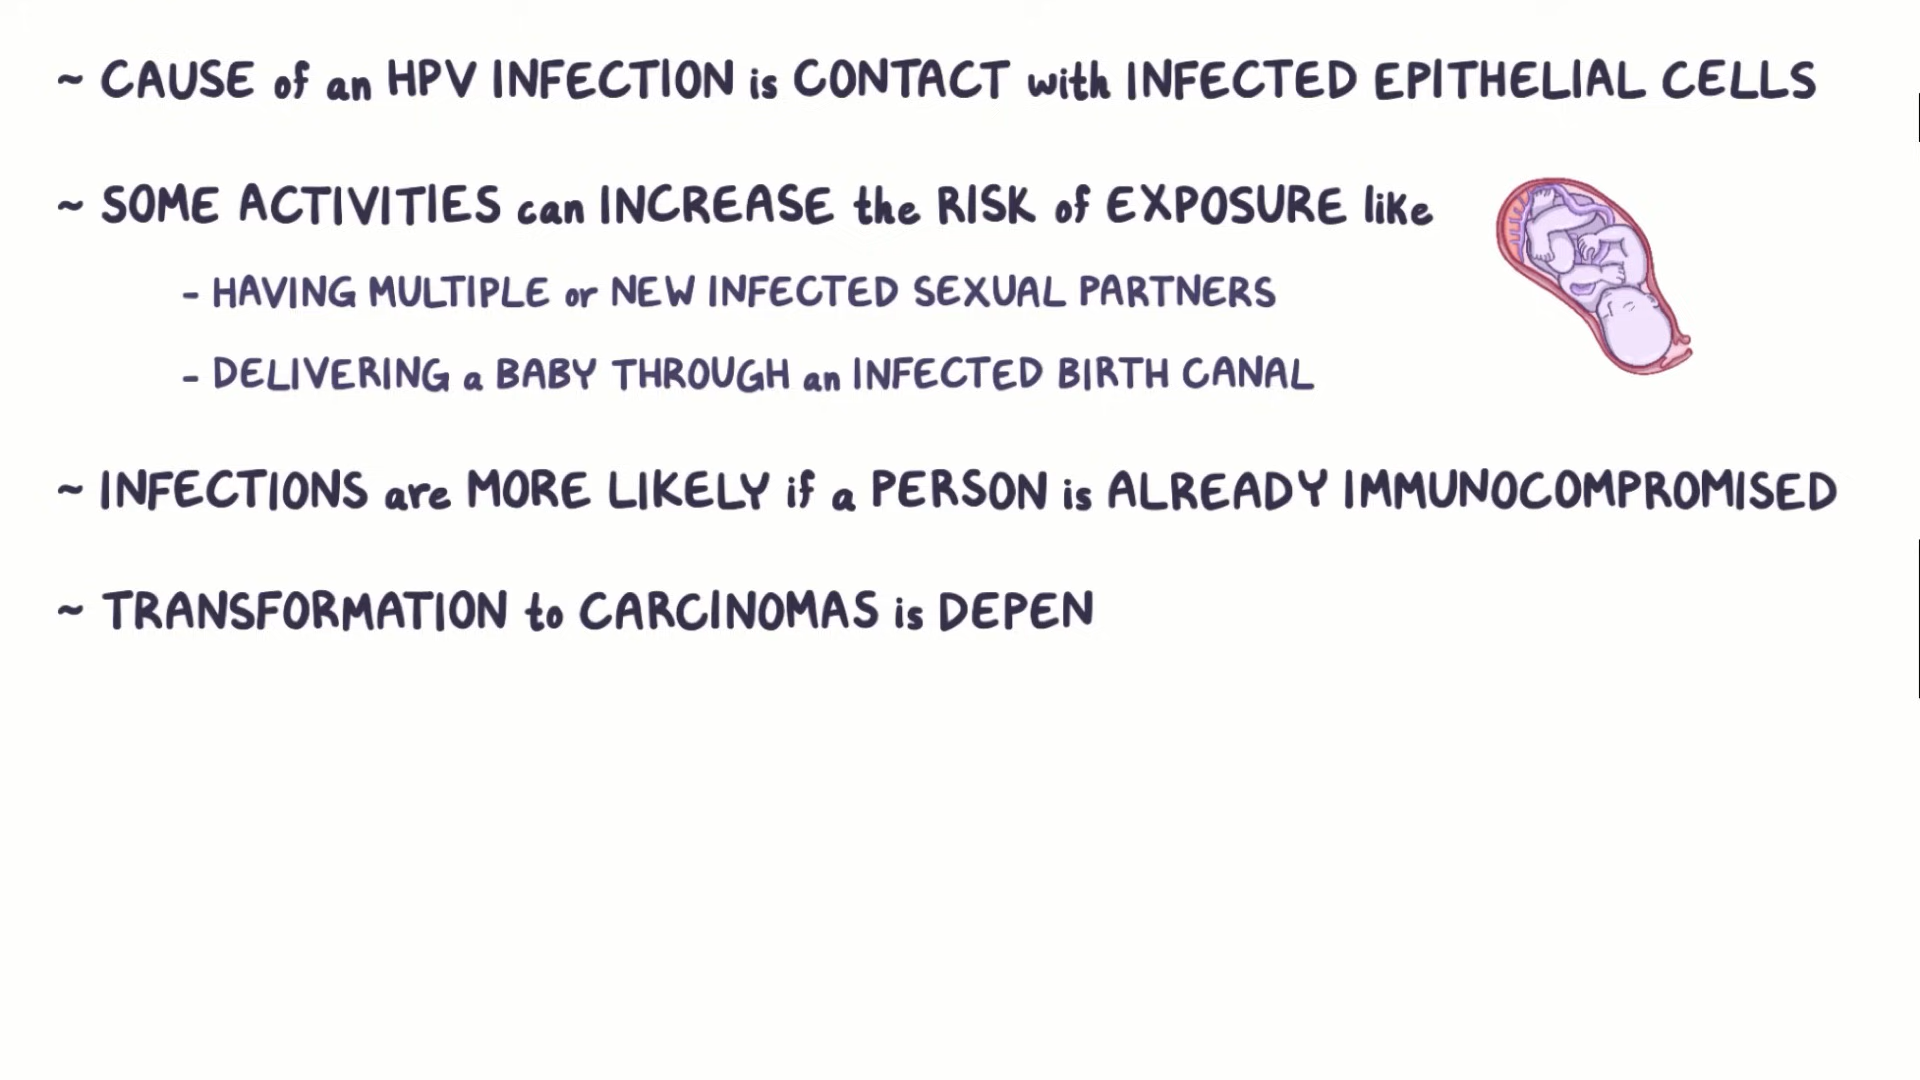 ~ CAUSE of an HPV INFECTION is CONTACT with INFECTED EPITHELIAL CELLS
~ SOME ACTIVITIES can INCREASE the RISK of EXPOSURE like
- HAVING MULTIPLE or NEW INFECTED SEXUAL PARTNERS
- DELIVERING a BABY THROUGH an INFECTED BIRTH CANAL
~ INFECTIONS are MORE LIKELY if a PERSON is ALREADY IMMUNOCOMPROMISED
~ TRANSFORMATION to CARCINOMAS is DEPEN